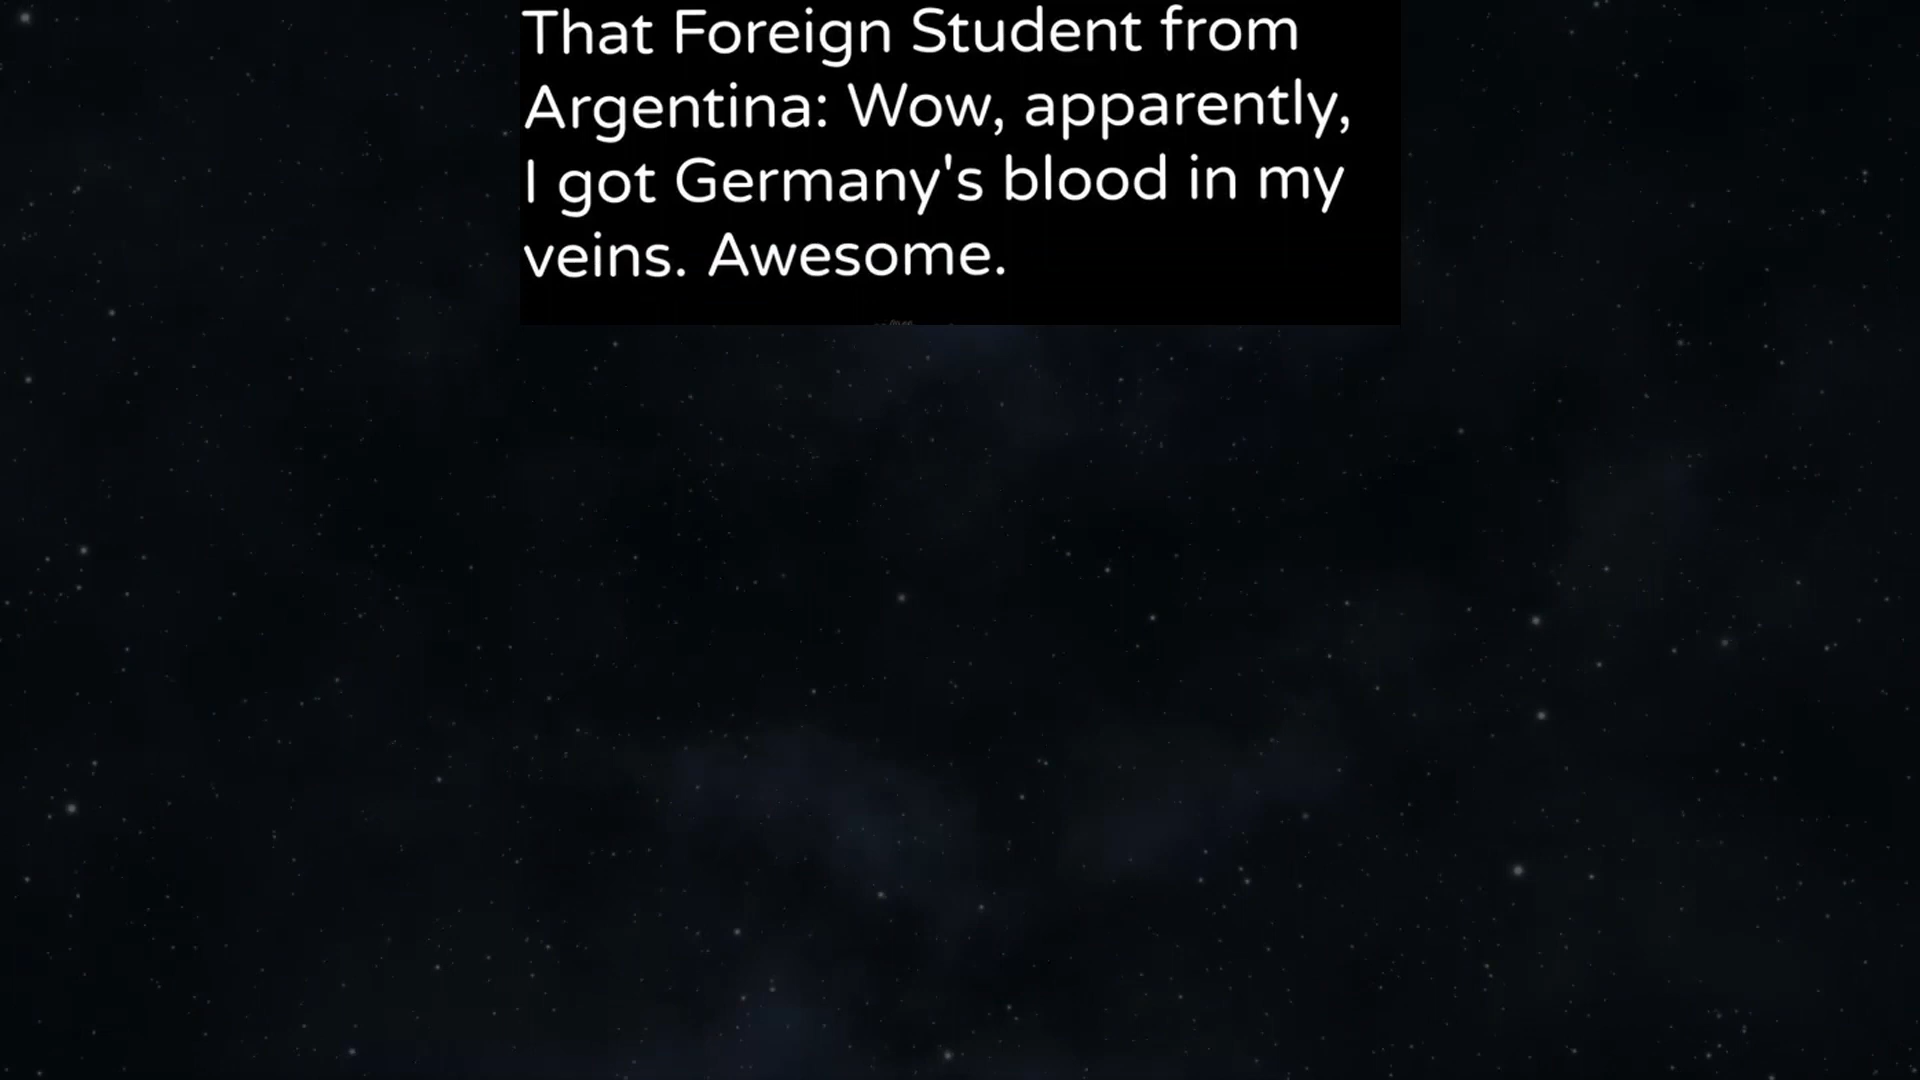 That Foreign Student from
Argentina: Wow, apparently,
I got Germany's blood in my
veins. Awesome.